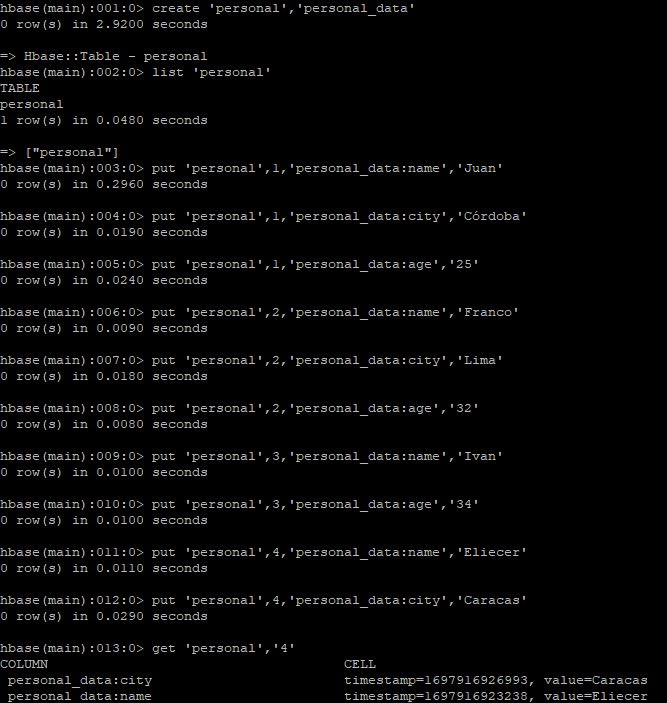 hbase(main):001:0> create 'personal','personal_data'
0 row(s) in 2.9200 seconds

=> Hbase::Table - personal
hbase(main):002:0> list 'personal'
TABLE
personal
1 row(s) in 0.0480 seconds

=> ["personal"]
hbase(main):003:0> put 'personal',1,'personal_data:name','Juan'
0 row(s) in 0.2960 seconds

hbase(main):004:0> put 'personal',1,'personal_data:city','Córdoba'
0 row(s) in 0.0190 seconds

hbase(main):005:0> put 'personal',1,'personal_data:age','25'
0 row(s) in 0.0240 seconds

hbase(main):006:0> put 'personal',2,'personal_data:name','Franco'
0 row(s) in 0.0090 seconds

hbase(main):007:0> put 'personal',2,'personal_data:city','Lima'
0 row(s) in 0.0180 seconds

hbase(main):008:0> put 'personal',2,'personal_data:age','32'
0 row(s) in 0.0080 seconds

hbase(main):009:0> put 'personal',3,'personal_data:name','Ivan'
0 row(s) in 0.0100 seconds

hbase(main):010:0> put 'personal',3,'personal_data:age','34'
0 row(s) in 0.0100 seconds

hbase(main):011:0> put 'personal',4,'personal_data:name','Eliecer'
0 row(s) in 0.0110 seconds

hbase(main):012:0> put 'personal',4,'personal_data:city','Caracas'
0 row(s) in 0.0290 seconds

hbase(main):013:0> get 'personal','4'
COLUMN CELL
personal_data:city timestamp=1697916926993, value=Caracas
personal_data:name timestamp=1697916923238, value=Eliecer